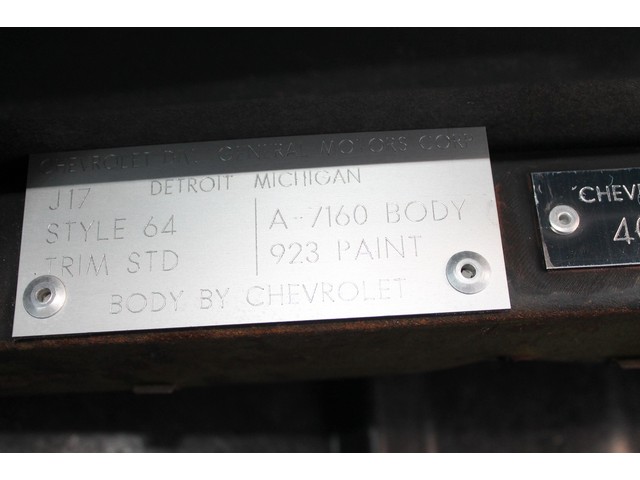 CHEVROLET DIV. GENERAL MOTORS CORP.
DETROIT MICHIGAN
J17
STYLE 64
A-7160 BODY
TRIM STD
923 PAINT
BODY BY CHEVROLET
CHEV